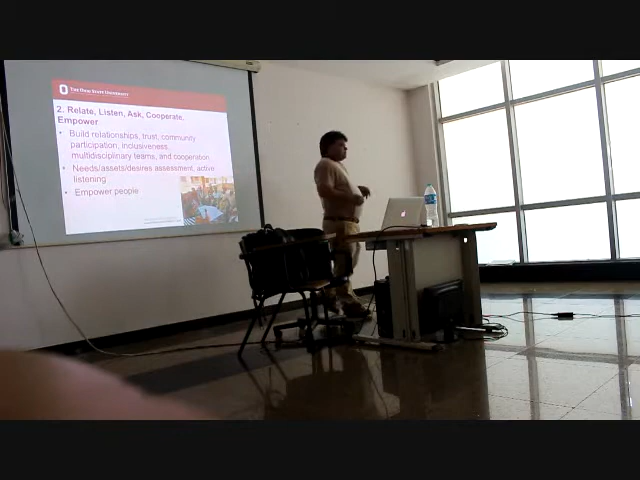 THE OHIO STATE UNIVERSITY
2. Relate, Listen, Ask, Cooperate,
Empower
• Build relationships, trust, community
participation, inclusiveness,
multidisciplinary teams, and cooperation
• Needs/assets/desires assessment, active
listening
• Empower people